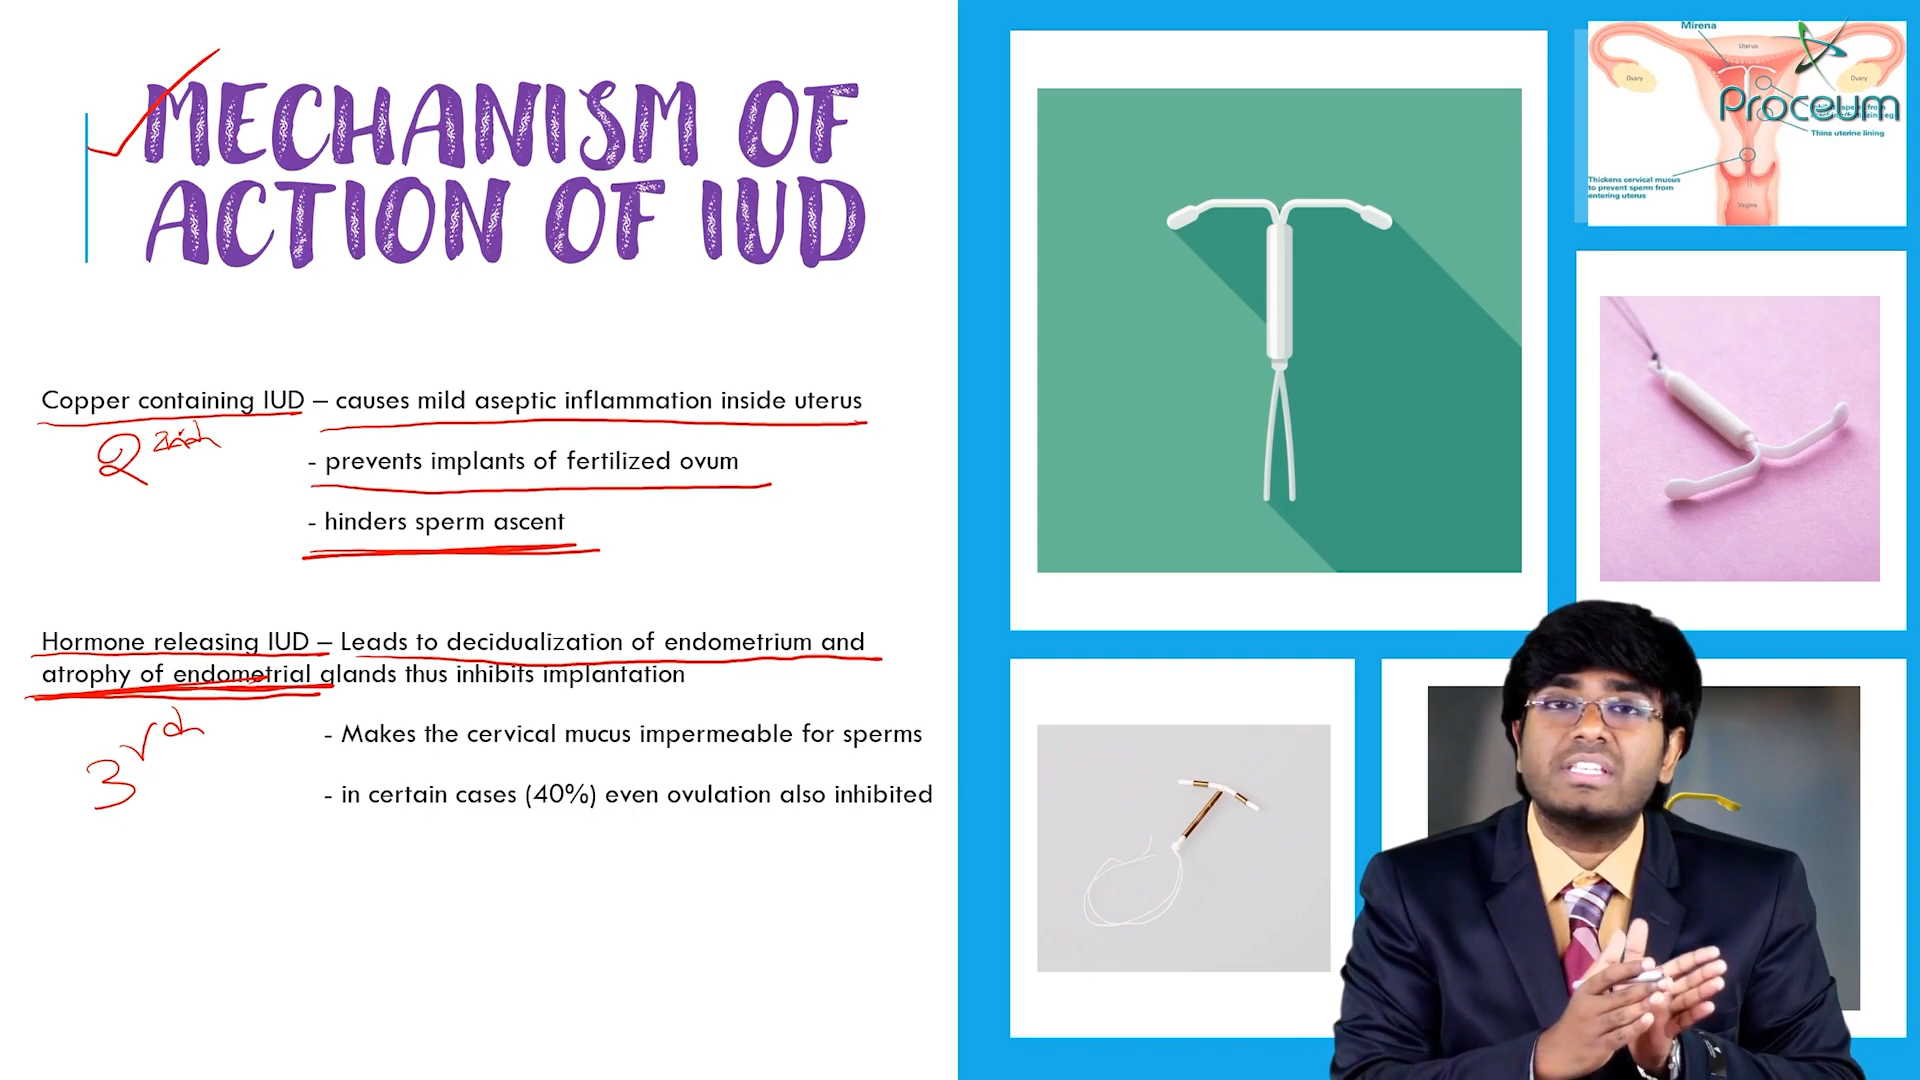 MECHANISM OF
ACTION OF IUD
Copper containing IUD – causes mild aseptic inflammation inside uterus
2
- prevents implants of fertilized ovum
- hinders sperm ascent
Hormone releasing IUD – Leads to decidualization of endometrium and
atrophy of endometrial glands thus inhibits implantation
3rd
- Makes the cervical mucus impermeable for sperms
- in certain cases (40%) even ovulation also inhibited
Mirena
Uterus
Ovary
Ovary
Proceum
Thins uterine lining
Thickens cervical mucus
to prevent sperm from
entering uterus
Vagina